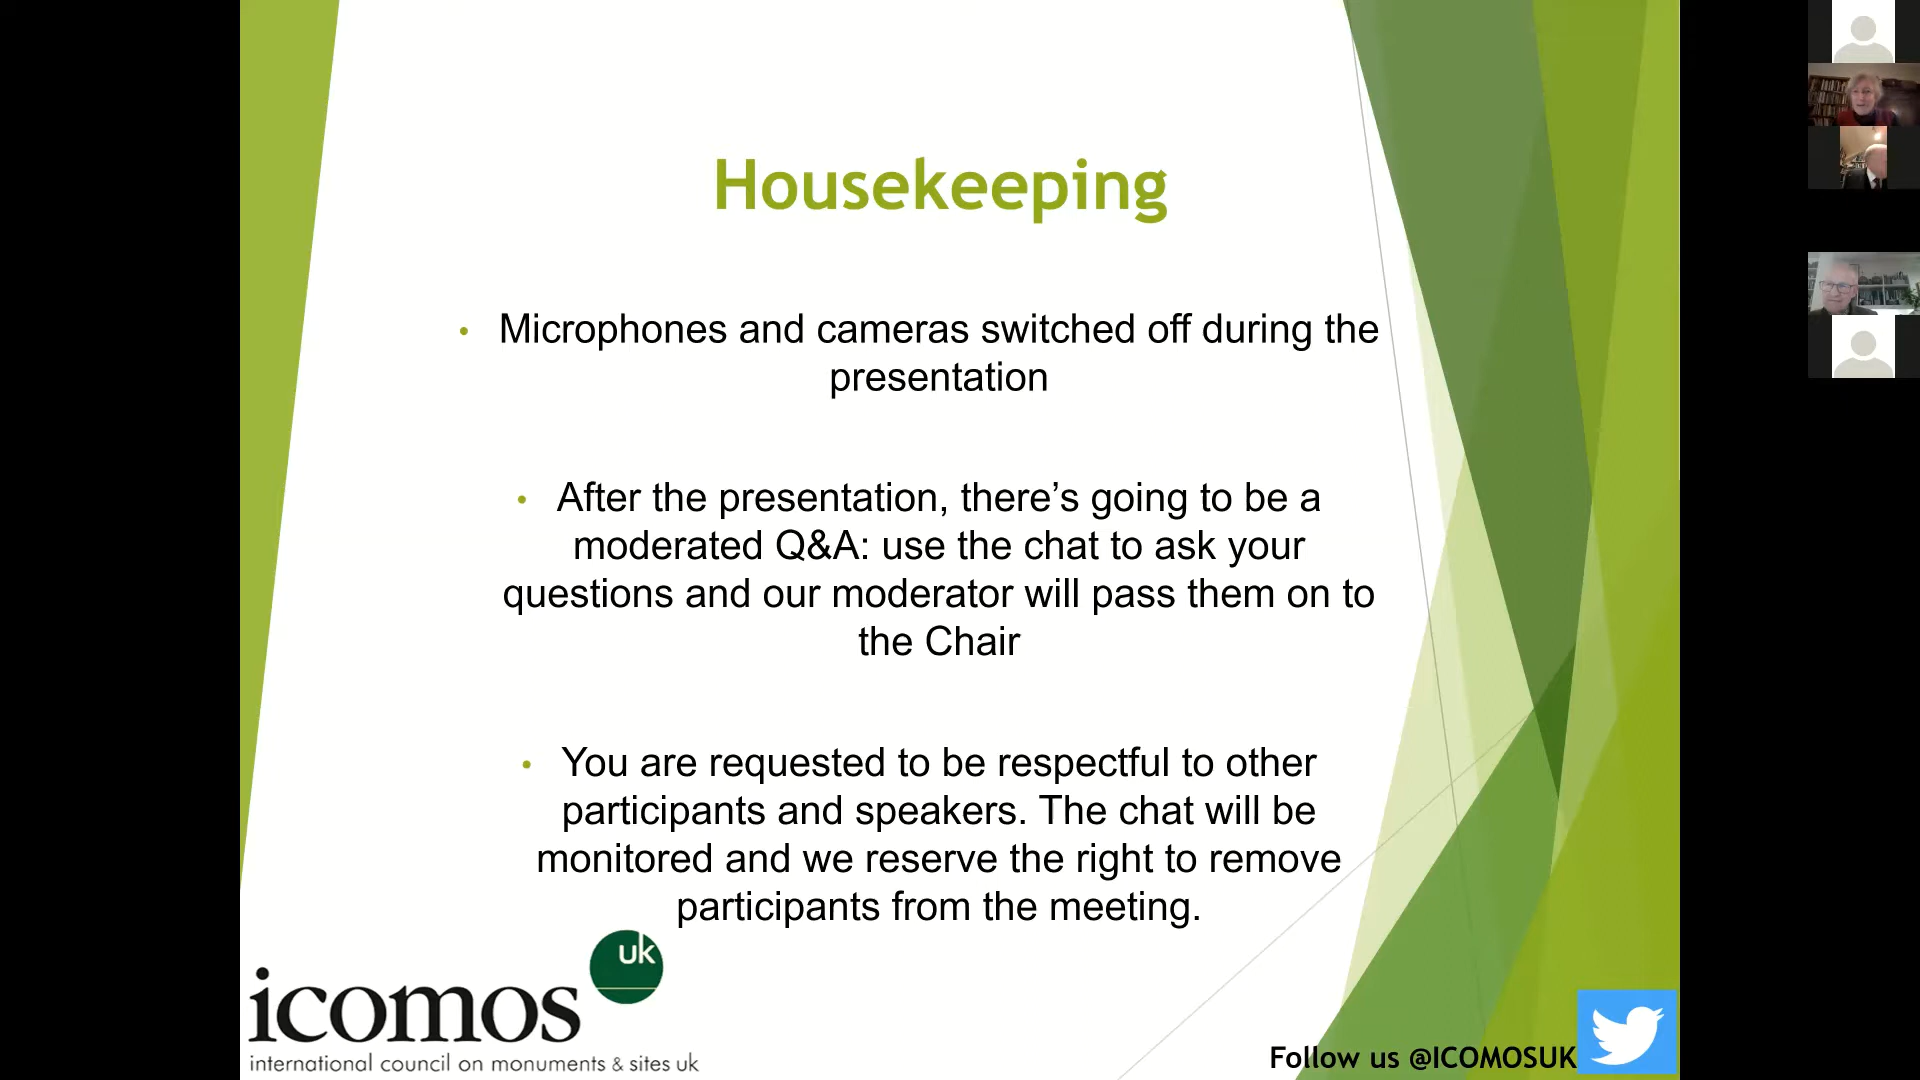 Housekeeping
• Microphones and cameras switched off during the
presentation
• After the presentation, there’s going to be a
moderated Q&A: use the chat to ask your
questions and our moderator will pass them on to
the Chair
• You are requested to be respectful to other
participants and speakers. The chat will be
monitored and we reserve the right to remove
participants from the meeting.
uk
icomos
international council on monuments & sites uk
Follow us @ICOMOSUK